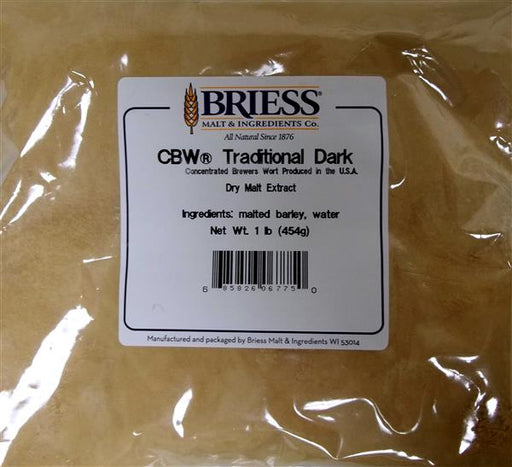 BRIESS®
MALT & INGREDIENTS Co.
All Natural Since 1876
CBW® Traditional Dark
Concentrated Brewers Wort Produced in the U.S.A.
Dry Malt Extract
Ingredients: malted barley, water
Net Wt. 1 lb (454g)
6 85826 06775 0
Manufactured and packaged by Briess Malt & Ingredients WI 53014